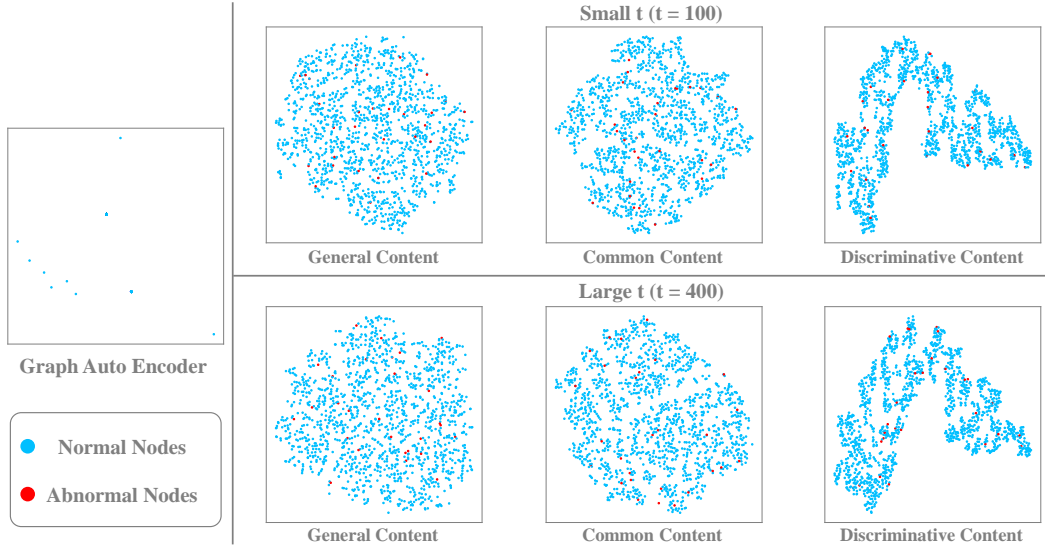 Small t (t = 100)
General Content
Common Content
Discriminative Content
Graph Auto Encoder
Normal Nodes
Abnormal Nodes
Large t (t = 400)
General Content
Common Content
Discriminative Content